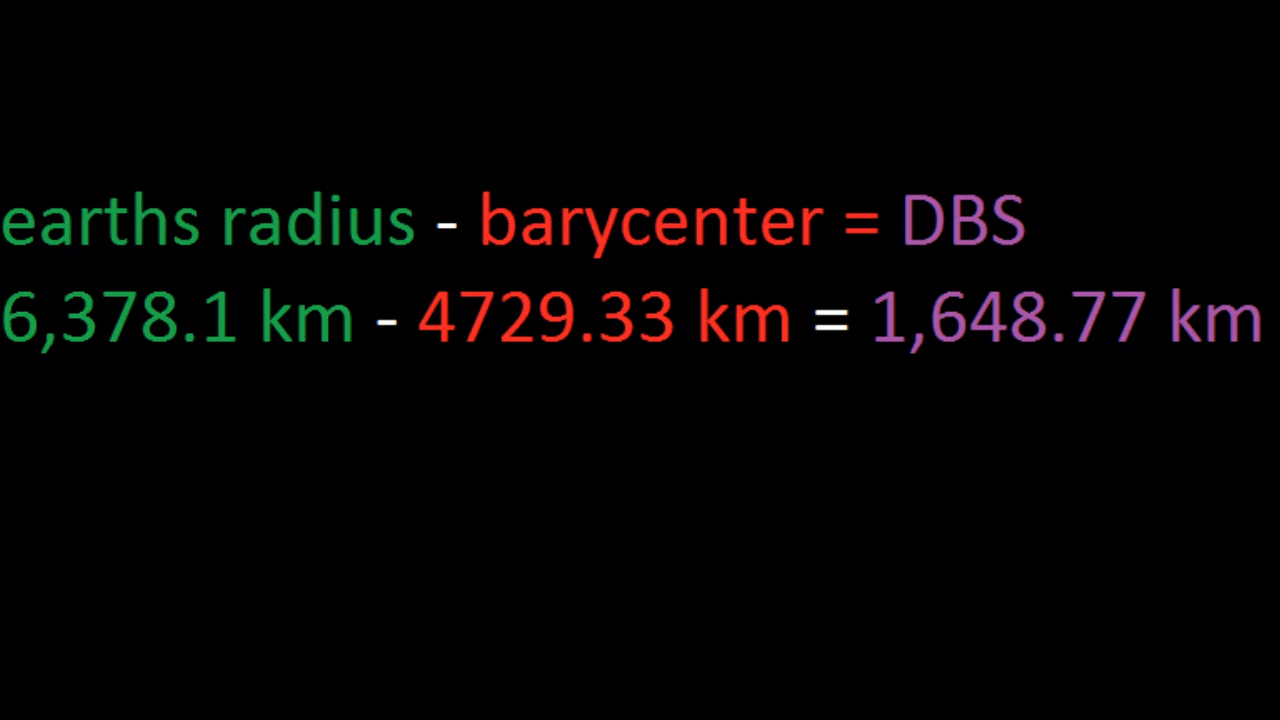 earths radius - barycenter = DBS
6,378.1 km - 4729.33 km = 1,648.77 km